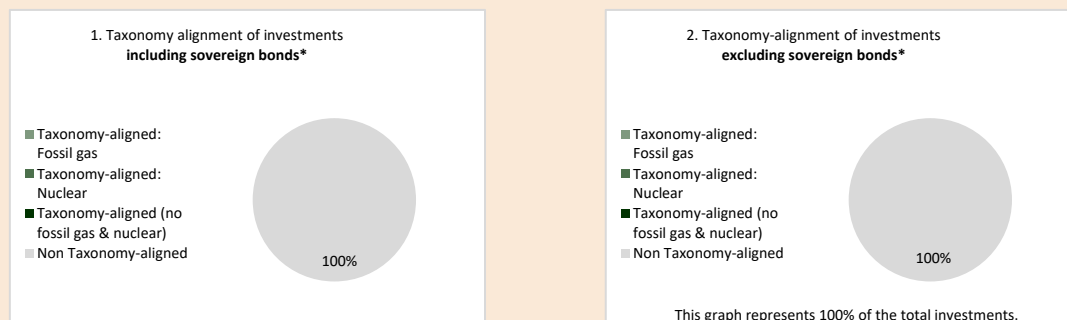 1. Taxonomy alignment of investments
including sovereign bonds*
Taxonomy-aligned:
Fossil gas
Taxonomy-aligned:
Nuclear
Taxonomy-aligned (no
fossil gas & nuclear)
Non Taxonomy-aligned
100%
2. Taxonomy-alignment of investments
excluding sovereign bonds*
Taxonomy-aligned:
Fossil gas
Taxonomy-aligned:
Nuclear
Taxonomy-aligned (no
fossil gas & nuclear)
Non Taxonomy-aligned
100%
This graph represents 100% of the total investments.